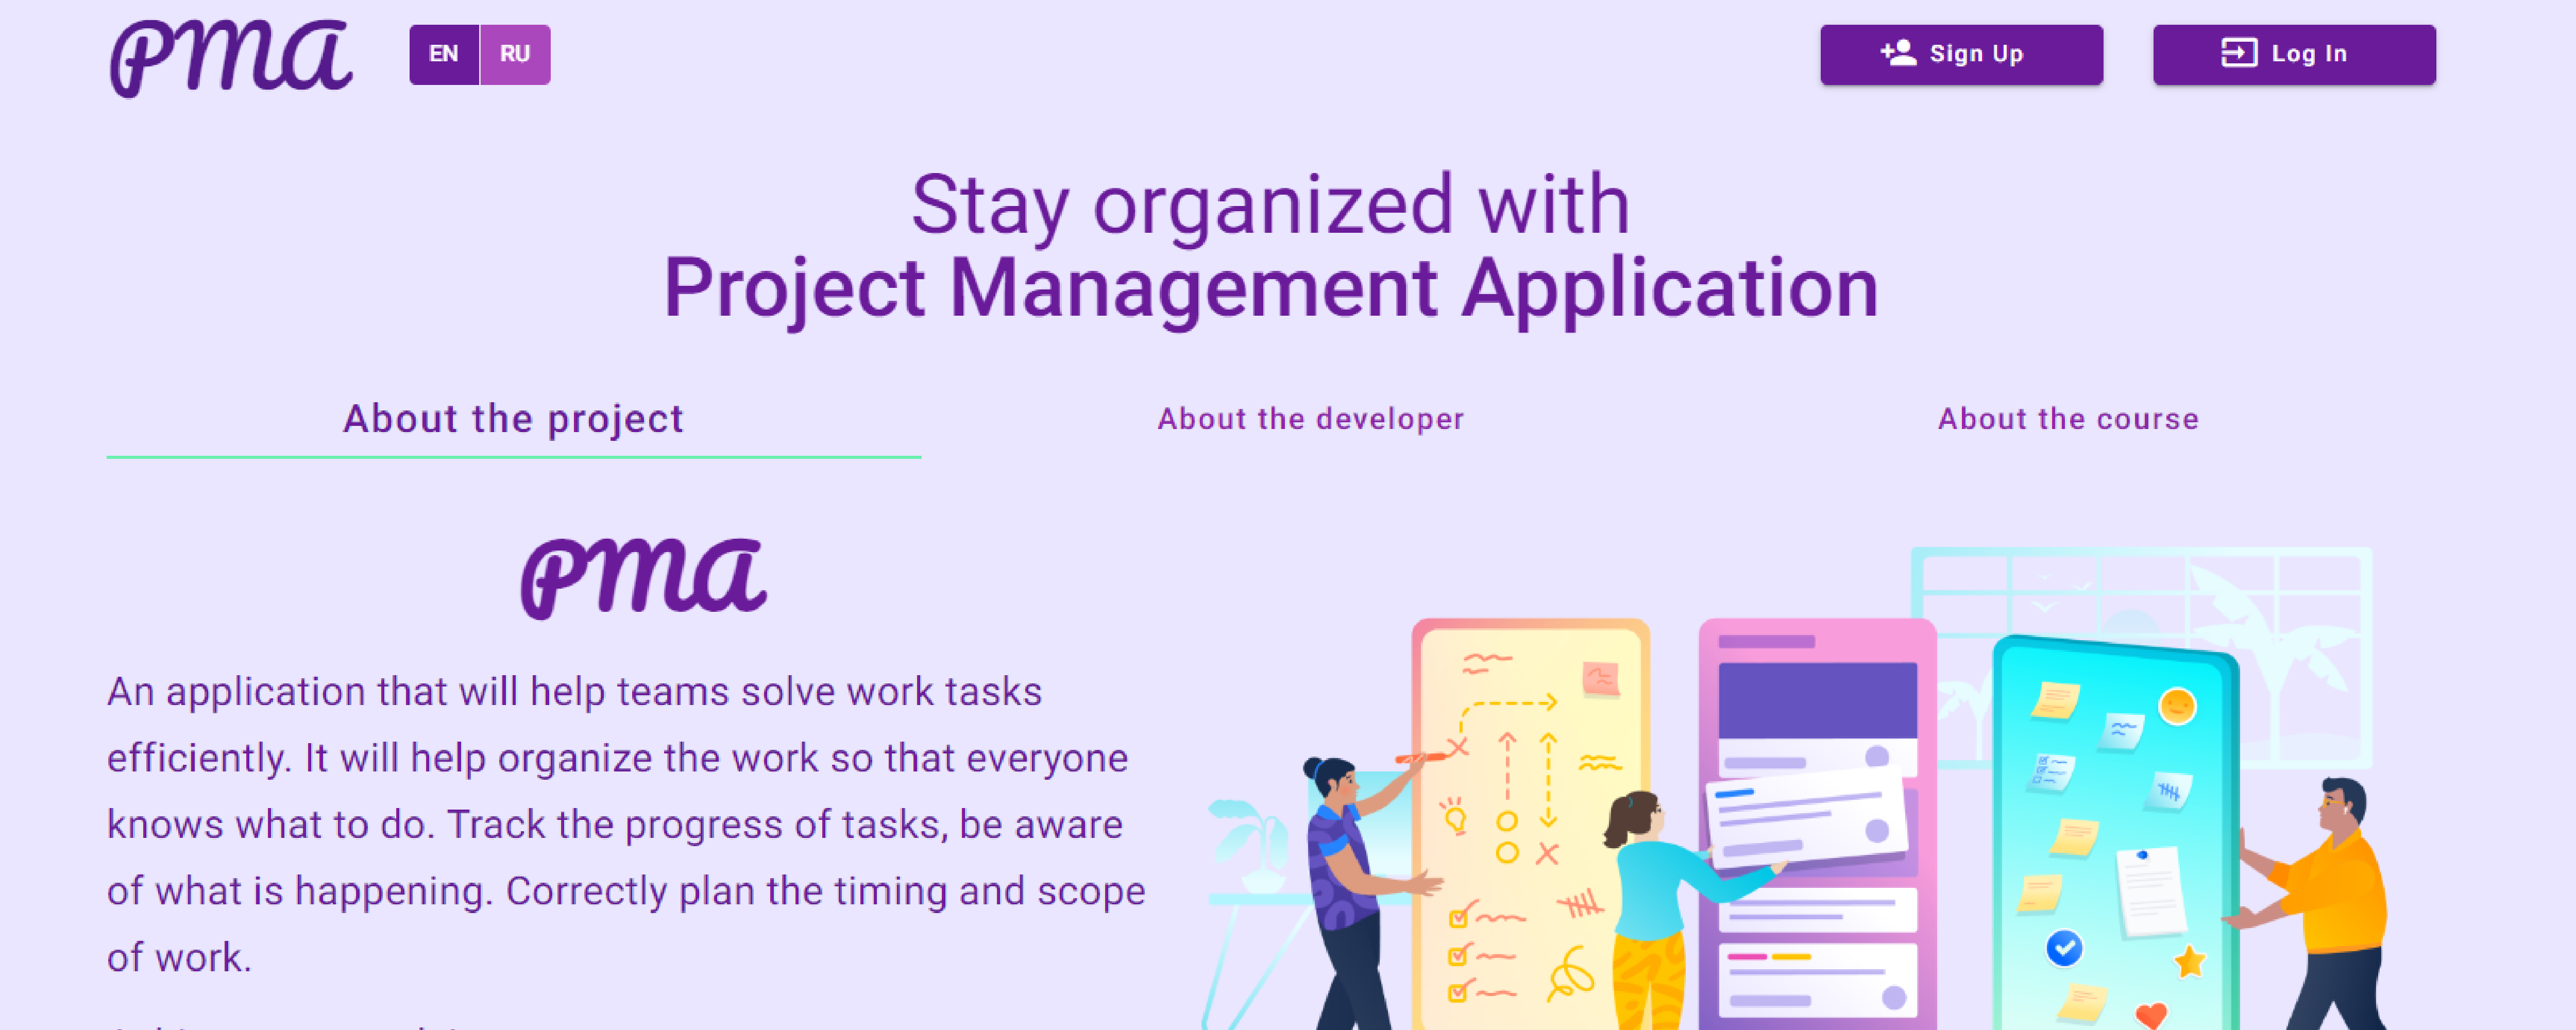 PMA
EN RU
Sign Up
Log In
Stay organized with
Project Management Application
About the project
About the developer
About the course
PMA
An application that will help teams solve work tasks
efficiently. It will help organize the work so that everyone
knows what to do. Track the progress of tasks, be aware
of what is happening. Correctly plan the timing and scope
of work.